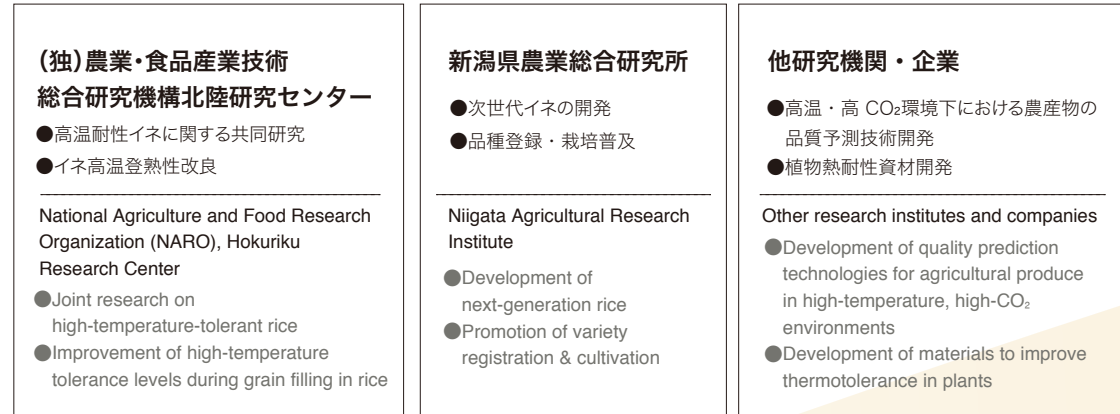 （独）農業・食品産業技術
総合研究機構北陸研究センター
●高温耐性イネに関する共同研究
●イネ高温登熟性改良
National Agriculture and Food Research
Organization (NARO), Hokuriku
Research Center
●Joint research on
high-temperature-tolerant rice
●Improvement of high-temperature
tolerance levels during grain filling in rice
新潟県農業総合研究所
●次世代イネの開発
●品種登録・栽培普及
Niigata Agricultural Research
Institute
●Development of
next-generation rice
●Promotion of variety
registration & cultivation
他研究機関・企業
●高温・高 CO₂環境下における農産物の
品質予測技術開発
●植物熱耐性資材開発
Other research institutes and companies
●Development of quality prediction
technologies for agricultural produce
in high-temperature, high-CO₂
environments
●Development of materials to improve
thermotolerance in plants